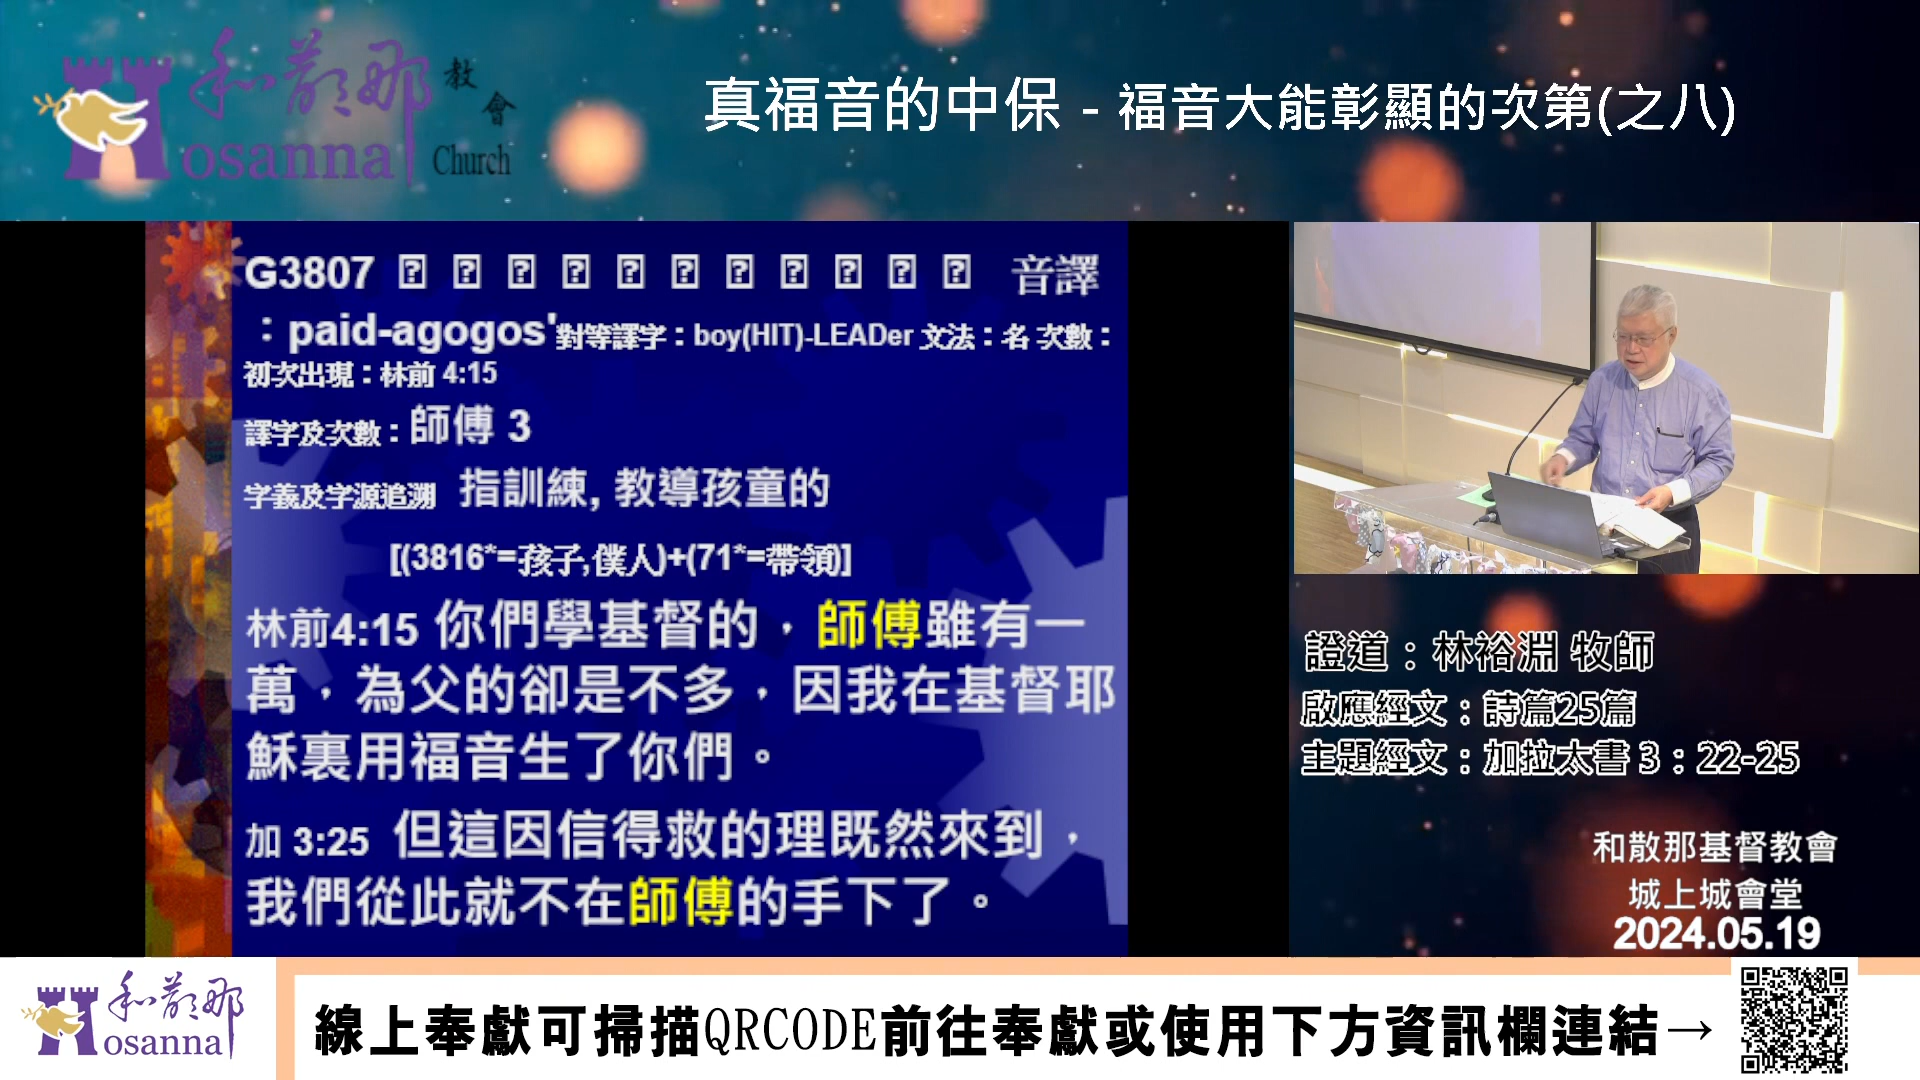 和散那
教
會
osanna
Church
真福音的中保 - 福音大能彰顯的次第(之八)
G3807 音譯
：paid-agogos'對等譯字：boy(HIT)-LEADer 文法：名 次數：
初次出現：林前 4:15
譯字及次數：師傅 3
字義及字源追溯 指訓練, 教導孩童的
[(3816*=孩子,僕人)+(71*=帶領)]
林前4:15 你們學基督的，師傅雖有一
萬，為父的卻是不多，因我在基督耶
穌裏用福音生了你們。
加 3:25 但這因信得救的理既然來到，
我們從此就不在師傅的手下了。
證道：林裕淵 牧師
啟應經文：詩篇25篇
主題經文：加拉太書 3：22-25
和散那基督教會
城上城會堂
2024.05.19
和散那
osanna
線上奉獻可掃描QRCODE前往奉獻或使用下方資訊欄連結→